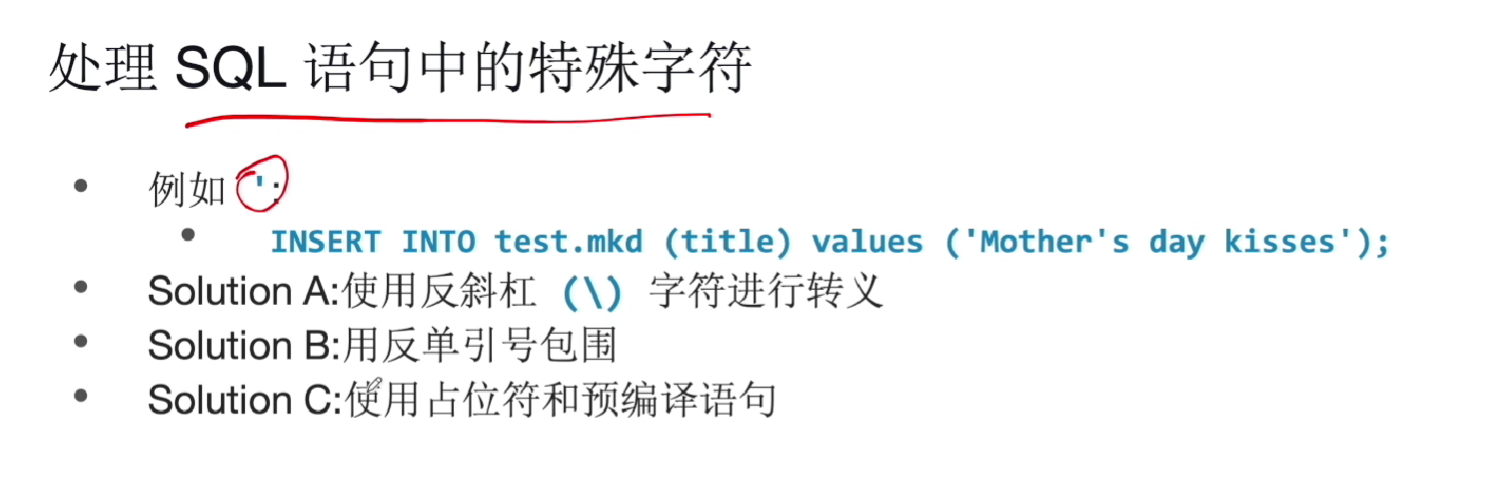 处理 SQL 语句中的特殊字符
• 例如 ':
• INSERT INTO test.mkd (title) values ('Mother's day kisses');
• Solution A:使用反斜杠 (\) 字符进行转义
• Solution B:用反单引号包围
• Solution C:使用占位符和预编译语句